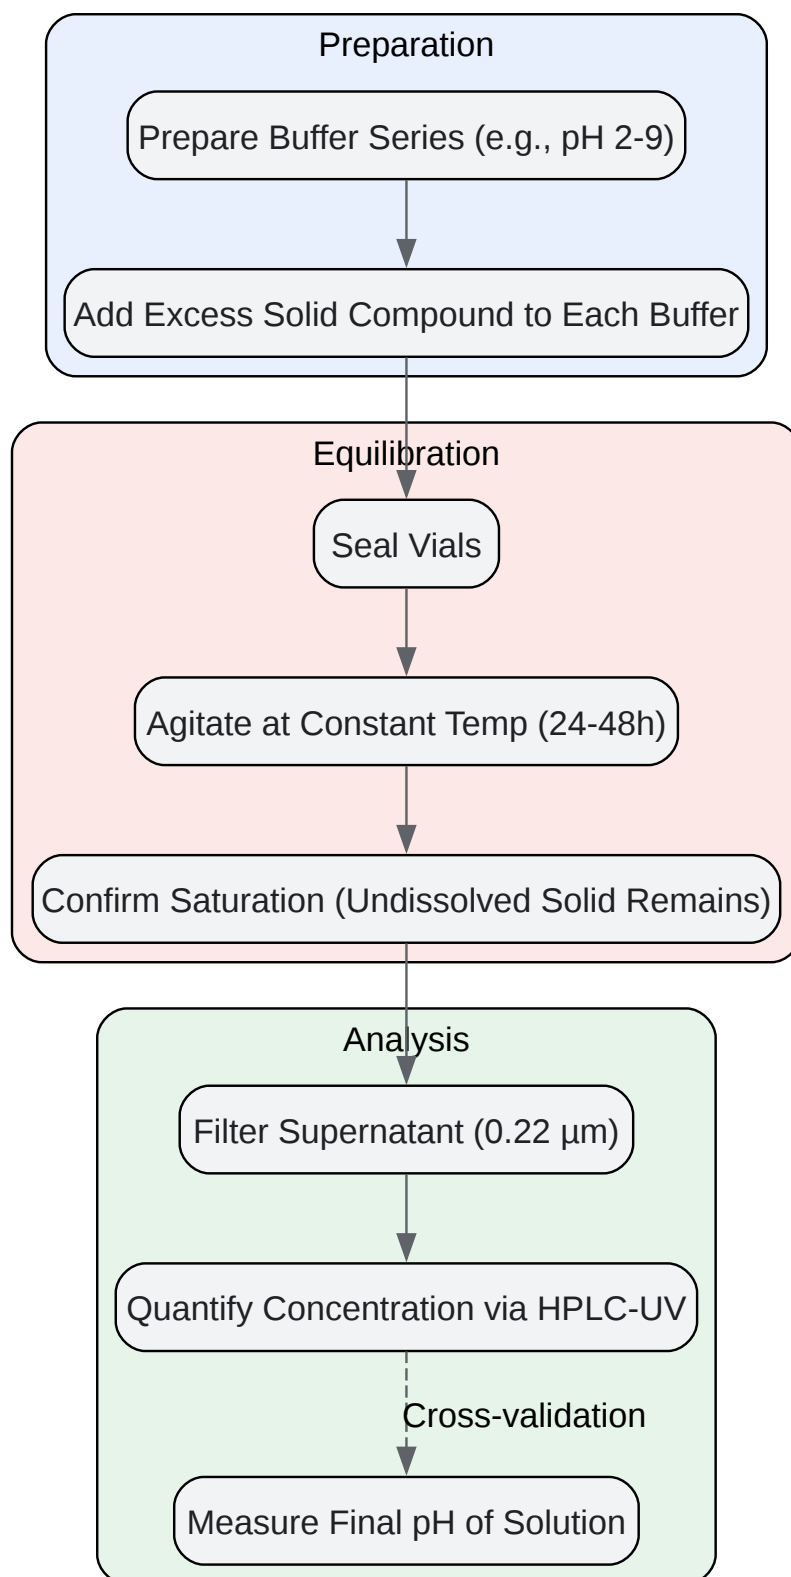 Preparation
Prepare Buffer Series (e.g., pH 2-9)
Add Excess Solid Compound to Each Buffer
Equilibration
Seal Vials
Agitate at Constant Temp (24-48h)
Confirm Saturation (Undissolved Solid Remains)
Analysis
Filter Supernatant (0.22 µm)
Quantify Concentration via HPLC-UV
Cross-validation
Measure Final pH of Solution